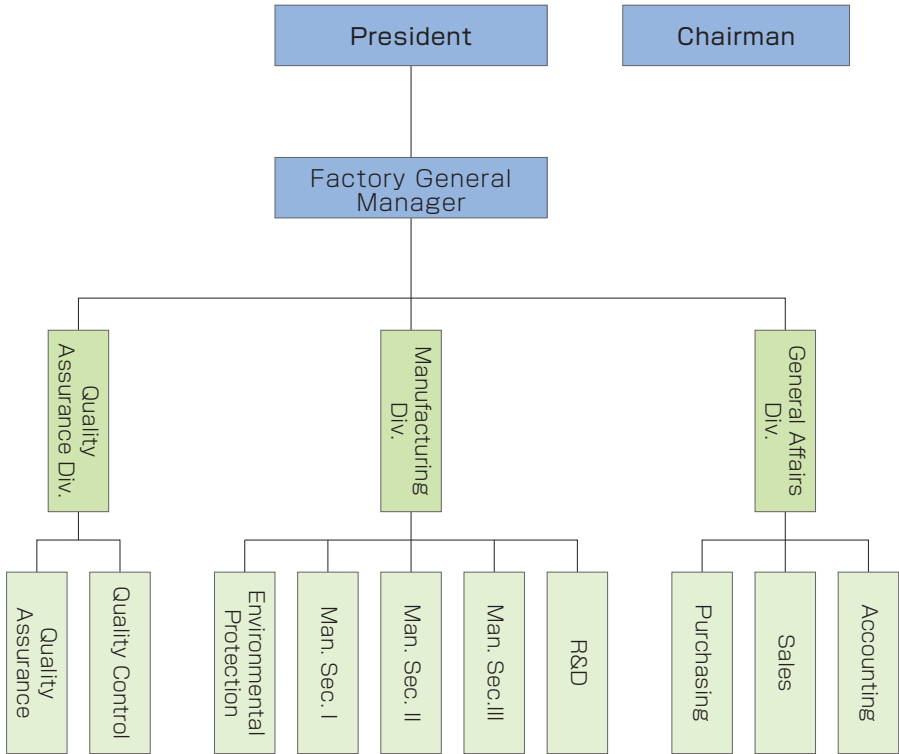 President
Chairman
Factory General
Manager
Quality
Assurance Div.
Manufacturing
Div.
General Affairs
Div.
Quality
Assurance
Quality Control
Environmental
Protection
Man. Sec. I
Man. Sec. II
Man. Sec.III
R&D
Purchasing
Sales
Accounting